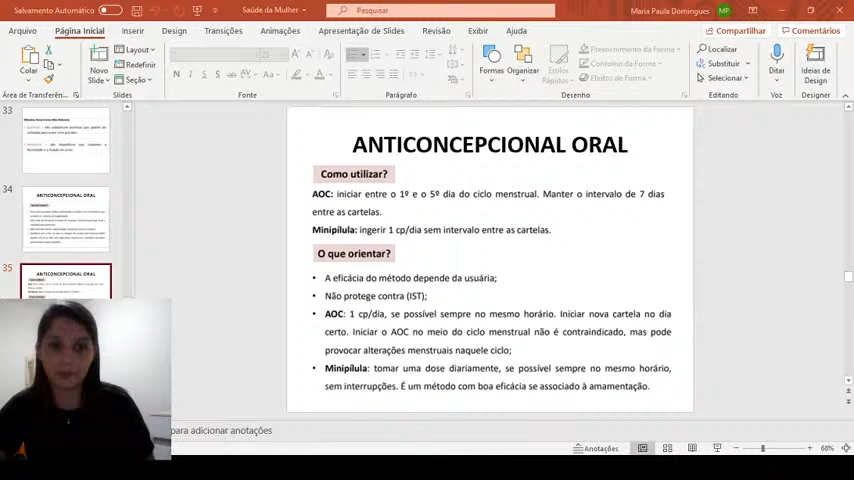 Salvamento Automático
Saúde da Mulher
Pesquisar
Maria Paula Domingues
MP
Arquivo
Página Inicial
Inserir
Design
Transições
Animações
Apresentação de Slides
Revisão
Exibir
Ajuda
Compartilhar
Comentários
Colar
Novo
Slide
Layout
Redefinir
Seção
N
I
S
Aa
Formas
Organizar
Estilos
Rápidos
Preenchimento da Forma
Contorno da Forma
Efeitos de Forma
Localizar
Substituir
Selecionar
Ditar
Ideias de
Design
Área de Transferên...
Slides
Fonte
Parágrafo
Desenho
Editando
Voz
Designer
33
34
ANTICONCEPCIONAL ORAL
35
ANTICONCEPCIONAL ORAL
ANTICONCEPCIONAL ORAL
Como utilizar?
AOC: iniciar entre o 1º e o 5º dia do ciclo menstrual. Manter o intervalo de 7 dias
entre as cartelas.
Minipílula: ingerir 1 cp/dia sem intervalo entre as cartelas.
O que orientar?
• A eficácia do método depende da usuária;
• Não protege contra (IST);
• AOC: 1 cp/dia, se possível sempre no mesmo horário. Iniciar nova cartela no dia
certo. Iniciar o AOC no meio do ciclo menstrual não é contraindicado, mas pode
provocar alterações menstruais naquele ciclo;
• Minipílula: tomar uma dose diariamente, se possível sempre no mesmo horário,
sem interrupções. É um método com boa eficácia se associado à amamentação.
para adicionar anotações
Anotações
68%